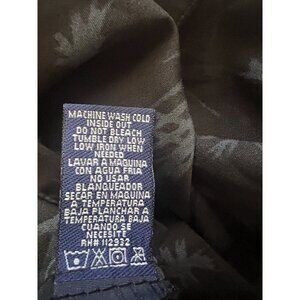 MACHINE WASH COLD
INSIDE OUT
DO NOT BLEACH
TUMBLE DRY LOW
LOW IRON WHEN
NEEDED
LAVAR A MAQUINA
CON AGUA FRIA
NO USAR
BLANQUEADOR
SECAR EN MAQUINA
A TEMPERATURA
BAJA PLANCHAR A
TEMPERATURA BAJA
CUANDO SE
NECESITE
RH# 112932